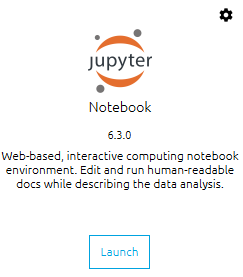 jupyter
Notebook
6.3.0
Web-based, interactive computing notebook
environment. Edit and run human-readable
docs while describing the data analysis.
Launch